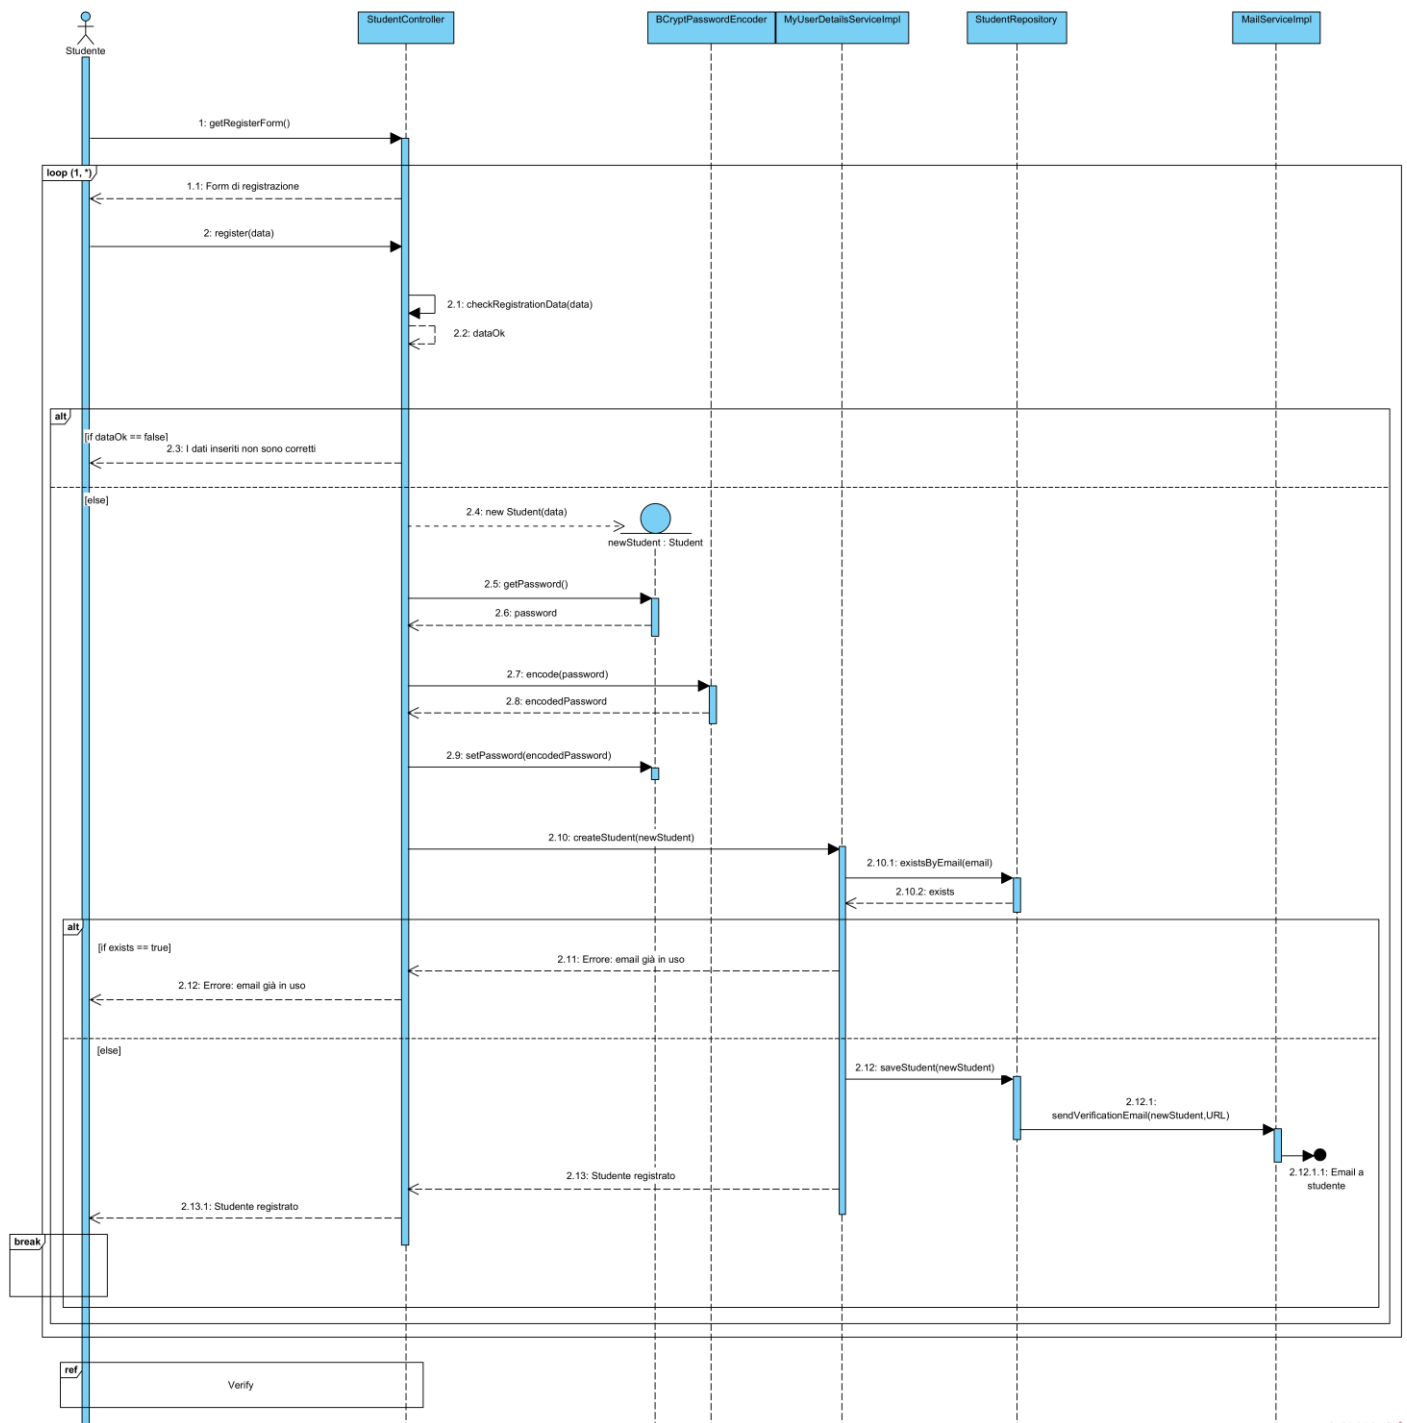 StudentController
BCryptPasswordEncoder
MyUserDetailsServiceImpl
StudentRepository
MailServiceImpl
Studente
1: getRegisterForm()
loop (1, *)
1.1: Form di registrazione
2: register(data)
2.1: checkRegistrationData(data)
2.2: dataOk
alt
[if dataOk == false]
2.3: I dati inseriti non sono corretti
[else]
2.4: new Student(data)
newStudent : Student
2.5: getPassword()
2.6: password
2.7: encode(password)
2.8: encodedPassword
2.9: setPassword(encodedPassword)
2.10: createStudent(newStudent)
2.10.1: existsByEmail(email)
2.10.2: exists
alt
[if exists == true]
2.11: Errore: email già in uso
2.12: Errore: email già in uso
[else]
2.12: saveStudent(newStudent)
2.12.1:
sendVerificationEmail(newStudent,URL)
2.12.1.1: Email a
studente
2.13: Studente registrato
2.13.1: Studente registrato
break
ref
Verify